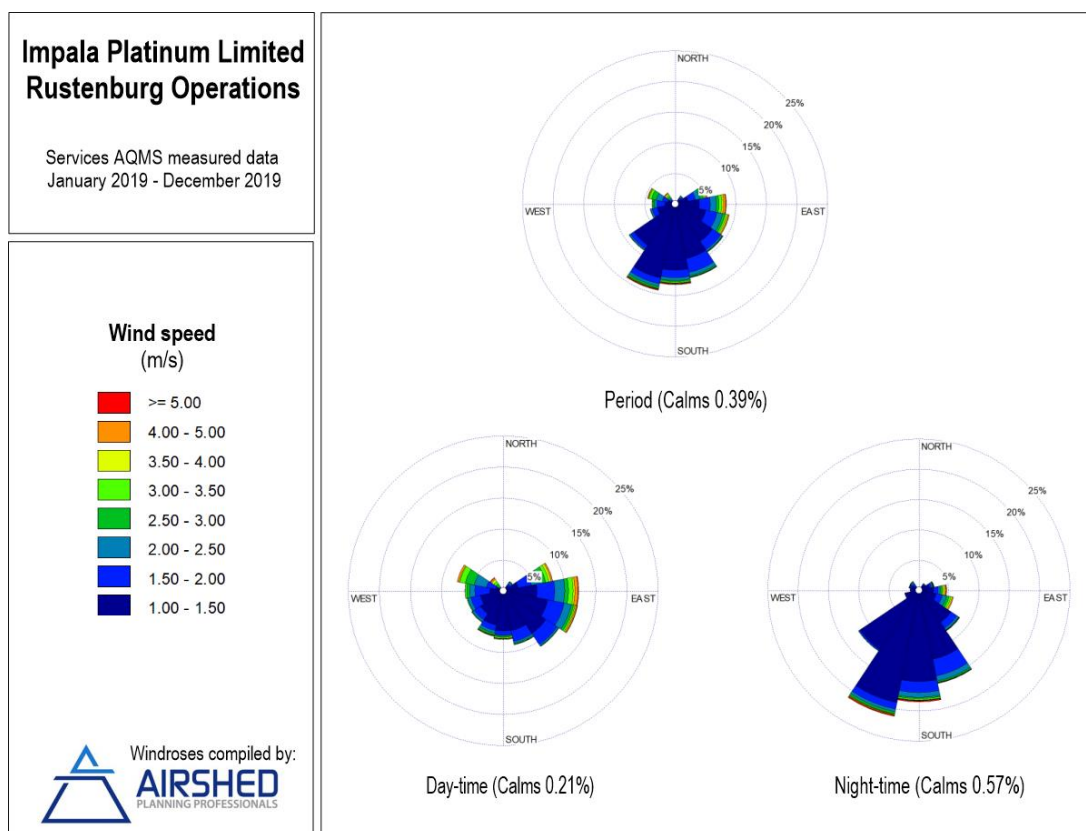 Impala Platinum Limited
Rustenburg Operations
Services AQMS measured data
January 2019 - December 2019
Wind speed
(m/s)
>= 5.00
4.00 - 5.00
3.50 - 4.00
3.00 - 3.50
2.50 - 3.00
2.00 - 2.50
1.50 - 2.00
1.00 - 1.50
Windroses compiled by:
AIRSHED
PLANNING PROFESSIONALS
NORTH
25%
20%
15%
10%
5%
WEST
EAST
SOUTH
Period (Calms 0.39%)
NORTH
25%
20%
15%
10%
5%
WEST
EAST
SOUTH
Day-time (Calms 0.21%)
NORTH
25%
20%
15%
10%
5%
WEST
EAST
SOUTH
Night-time (Calms 0.57%)